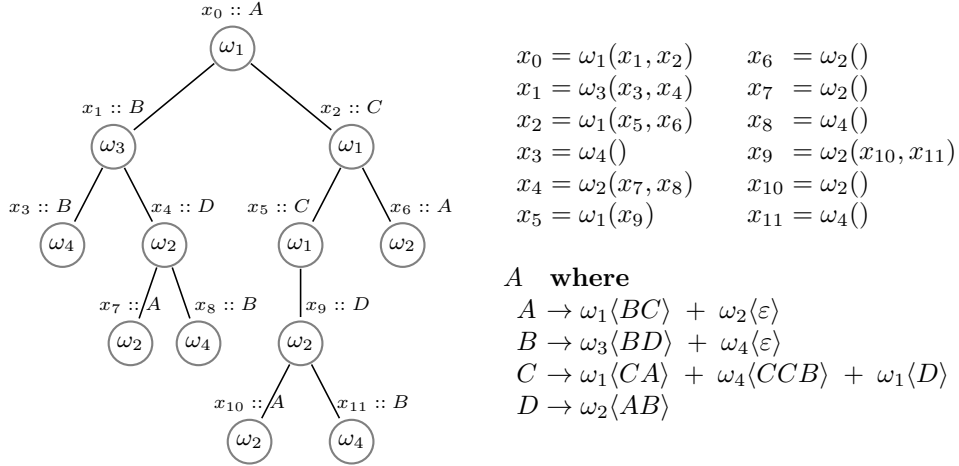 x₀ :: A
ω₁
x₁ :: B
x₂ :: C
ω₃
ω₁
x₃ :: B
x₄ :: D
x₅ :: C
x₆ :: A
ω₄
ω₂
ω₁
ω₂
x₇ :: A
x₈ :: B
x₉ :: D
ω₂
ω₄
ω₂
x₁₀ :: A
x₁₁ :: B
ω₂
ω₄
x₀ = ω₁(x₁, x₂) x₆ = ω₂()
x₁ = ω₃(x₃, x₄) x₇ = ω₂()
x₂ = ω₁(x₅, x₆) x₈ = ω₄()
x₃ = ω₄() x₉ = ω₂(x₁₀, x₁₁)
x₄ = ω₂(x₇, x₈) x₁₀ = ω₂()
x₅ = ω₁(x₉) x₁₁ = ω₄()
A where
A → ω₁⟨BC⟩ + ω₂⟨ε⟩
B → ω₃⟨BD⟩ + ω₄⟨ε⟩
C → ω₁⟨CA⟩ + ω₄⟨CCB⟩ + ω₁⟨D⟩
D → ω₂⟨AB⟩